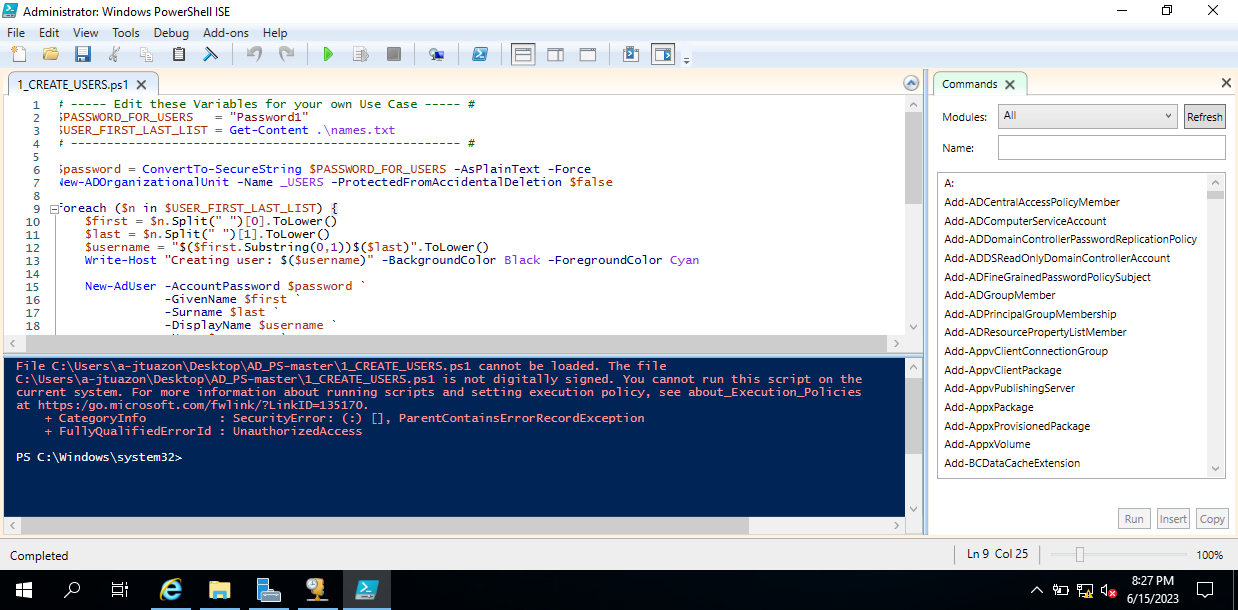 Administrator: Windows PowerShell ISE
File Edit View Tools Debug Add-ons Help
1_CREATE_USERS.ps1
1 # ----- Edit these Variables for your own Use Case ----- #
2 $PASSWORD_FOR_USERS = "Password1"
3 $USER_FIRST_LAST_LIST = Get-Content .\names.txt
4 # ------------------------------------------------------ #
5
6 $password = ConvertTo-SecureString $PASSWORD_FOR_USERS -AsPlainText -Force
7 New-ADOrganizationalUnit -Name _USERS -ProtectedFromAccidentalDeletion $false
8
9 foreach ($n in $USER_FIRST_LAST_LIST) {
10 $first = $n.Split(" ")[0].ToLower()
11 $last = $n.Split(" ")[1].ToLower()
12 $username = "$($first.Substring(0,1))$($last)".ToLower()
13 Write-Host "Creating user: $($username)" -BackgroundColor Black -ForegroundColor Cyan
14
15 New-AdUser -AccountPassword $password `
16 -GivenName $first `
17 -Surname $last `
18 -DisplayName $username `
File C:\Users\a-jtuazon\Desktop\AD_PS-master\1_CREATE_USERS.ps1 cannot be loaded. The file
C:\Users\a-jtuazon\Desktop\AD_PS-master\1_CREATE_USERS.ps1 is not digitally signed. You cannot run this script on the
current system. For more information about running scripts and setting execution policy, see about_Execution_Policies
at https:/go.microsoft.com/fwlink/?LinkID=135170.
+ CategoryInfo : SecurityError: (:) [], ParentContainsErrorRecordException
+ FullyQualifiedErrorId : UnauthorizedAccess
PS C:\Windows\system32>
Commands
Modules: All Refresh
Name:
A:
Add-ADCentralAccessPolicyMember
Add-ADComputerServiceAccount
Add-ADDomainControllerPasswordReplicationPolicy
Add-ADDSReadOnlyDomainControllerAccount
Add-ADFineGrainedPasswordPolicySubject
Add-ADGroupMember
Add-ADPrincipalGroupMembership
Add-ADResourcePropertyListMember
Add-AppvClientConnectionGroup
Add-AppvClientPackage
Add-AppvPublishingServer
Add-AppxPackage
Add-AppxProvisionedPackage
Add-AppxVolume
Add-BCDataCacheExtension
Run Insert Copy
Completed
Ln 9 Col 25
100%
8:27 PM
6/15/2023